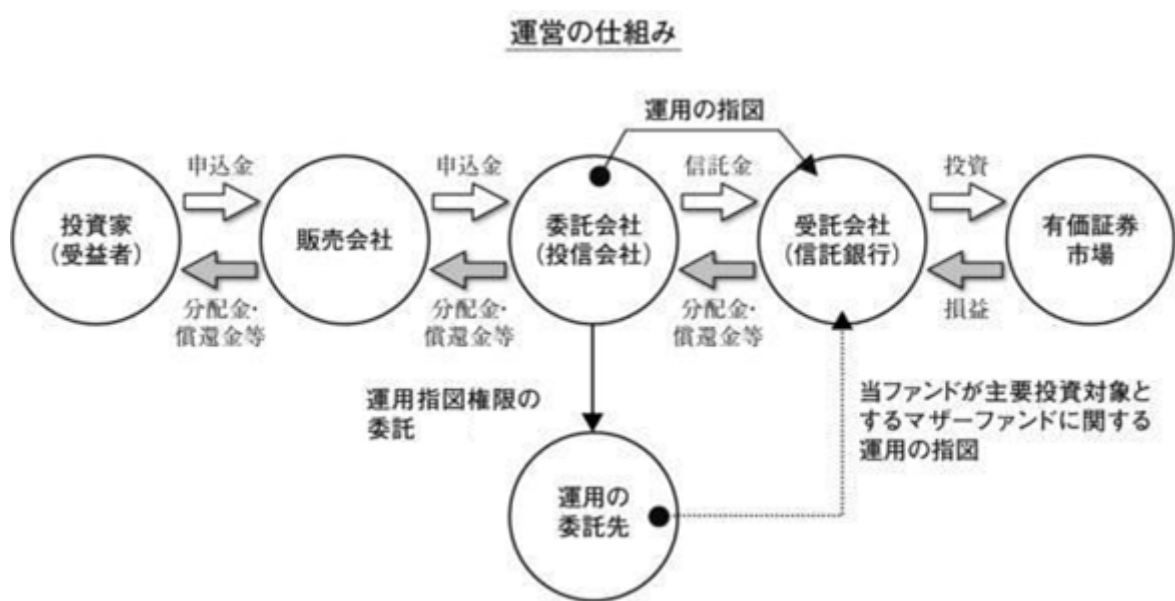 運営の仕組み
運用の指図
申込金
申込金
信託金
投資
投資家
(受益者)
販売会社
委託会社
(投信会社)
受託会社
(信託銀行)
有価証券
市場
分配金・
償還金等
分配金・
償還金等
分配金・
償還金等
損益
運用指図権限の
委託
当ファンドが主要投資対象と
するマザーファンドに関する
運用の指図
運用の
委託先